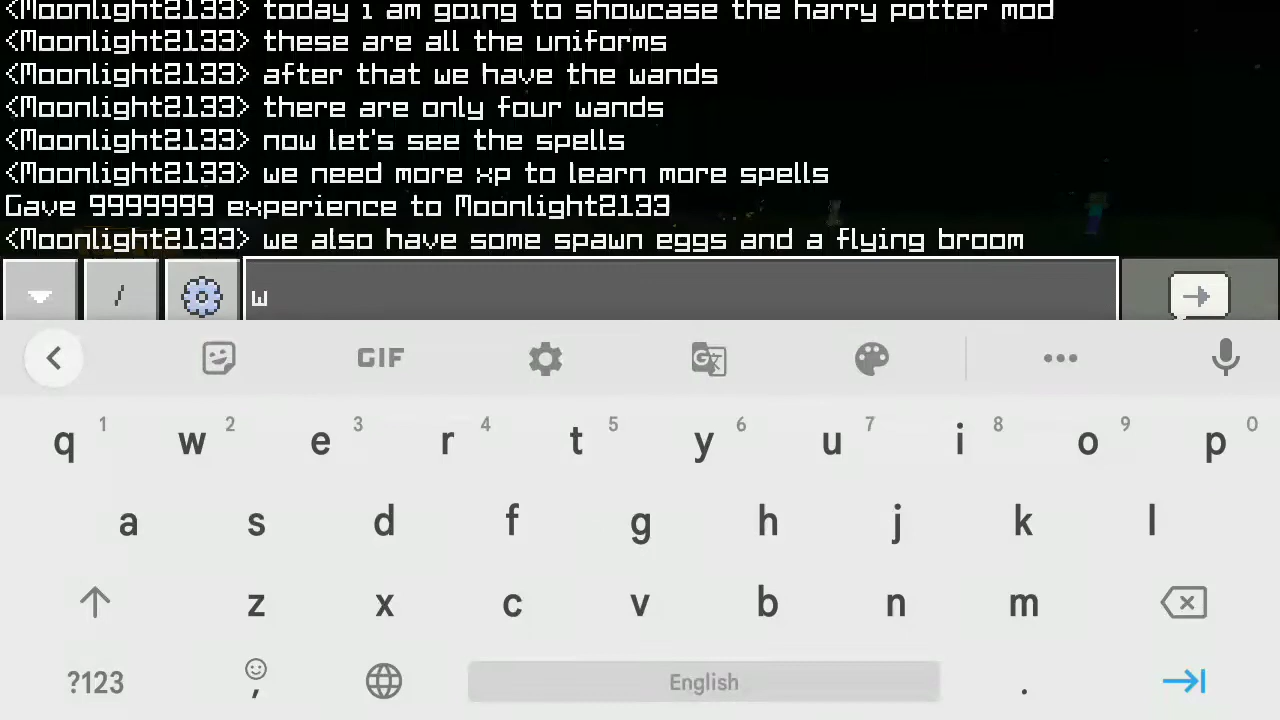 <Moonlight2133> today i am going to showcase the harry potter mod
<Moonlight2133> these are all the uniforms
<Moonlight2133> after that we have the wands
<Moonlight2133> there are only four wands
<Moonlight2133> now let's see the spells
<Moonlight2133> we need more xp to learn more spells
Gave 9999999 experience to Moonlight2133
<Moonlight2133> we also have some spawn eggs and a flying broom
/ w
GIF
q 1 w 2 e 3 r 4 t 5 y 6 u 7 i 8 o 9 p 0
a s d f g h j k l
z x c v b n m
?123 , English .